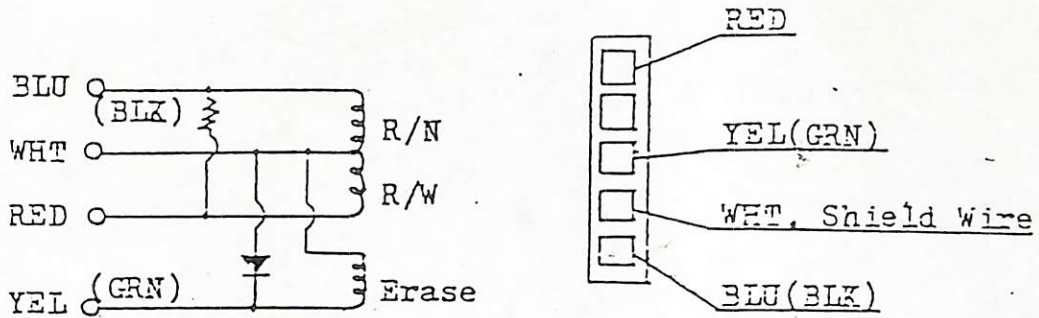 BLU
(BLK)
WHT
RED
YEL
(GRN)
R/N
R/W
Erase
RED
YEL(GRN)
WHT, Shield Wire
BLU(BLK)